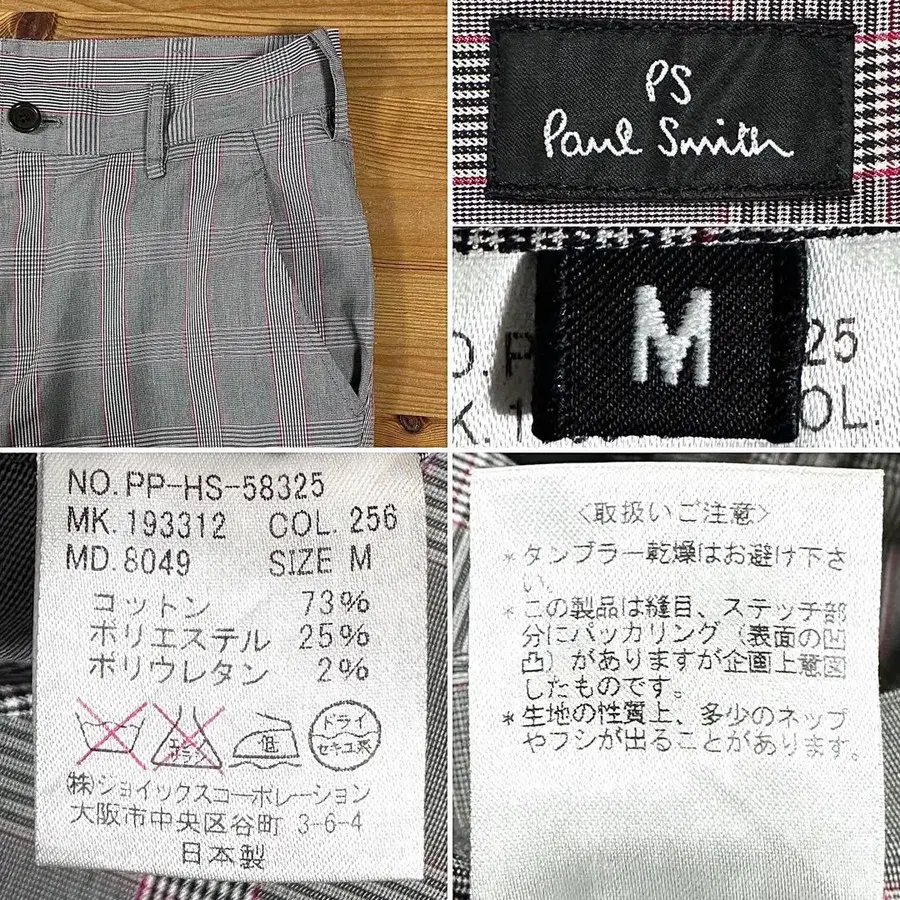 PS
Paul Smith
M
25
OL.
NO.PP-HS-58325
MK.193312 COL.256
MD.8049 SIZE M
コットン 73%
ポリエステル 25%
ポリウレタン 2%
エンソ
サラシ
低
ドライ
セキユ系
(株)ジョイックスコーポレーション
大阪市中央区谷町 3-6-4
日本製
〈取扱いご注意〉
*タンブラー乾燥はお避け下さ
い。
*この製品は縫目、ステッチ部
分にパッカリング(表面の凹
凸)がありますが企画上意図
したものです。
*生地の性質上、多少のネップ
やフシが出ることがあります。